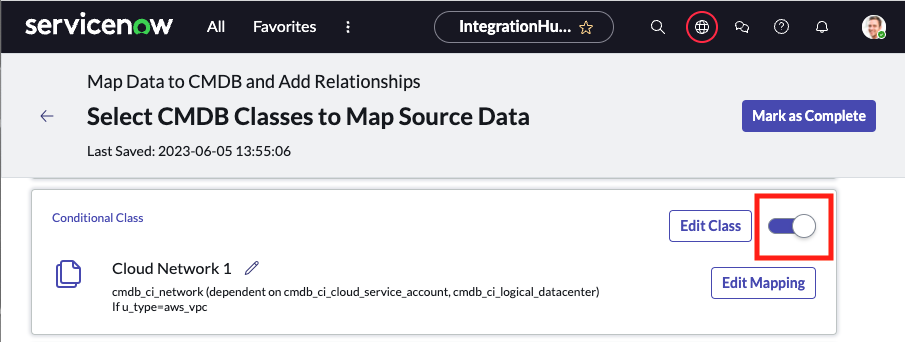 servicenow All Favorites IntegrationHu...
Map Data to CMDB and Add Relationships
Select CMDB Classes to Map Source Data
Mark as Complete
Last Saved: 2023-06-05 13:55:06
Conditional Class
Edit Class
Cloud Network 1
cmdb_ci_network (dependent on cmdb_ci_cloud_service_account, cmdb_ci_logical_datacenter)
Edit Mapping
If u_type=aws_vpc